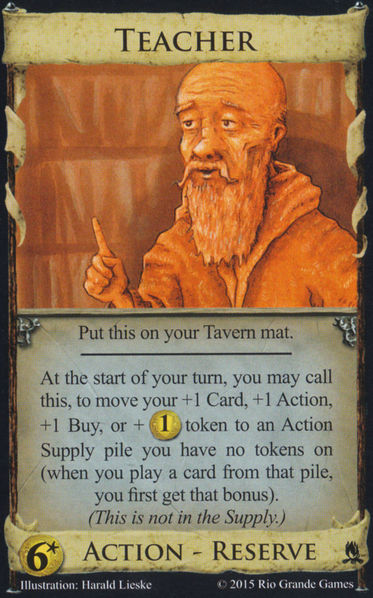 TEACHER
Put this on your Tavern mat.
At the start of your turn, you may call
this, to move your +1 Card, +1 Action,
+1 Buy, or + 1 token to an Action
Supply pile you have no tokens on
(when you play a card from that pile,
you first get that bonus).
(This is not in the Supply.)
6* ACTION - RESERVE
Illustration: Harald Lieske © 2015 Rio Grande Games